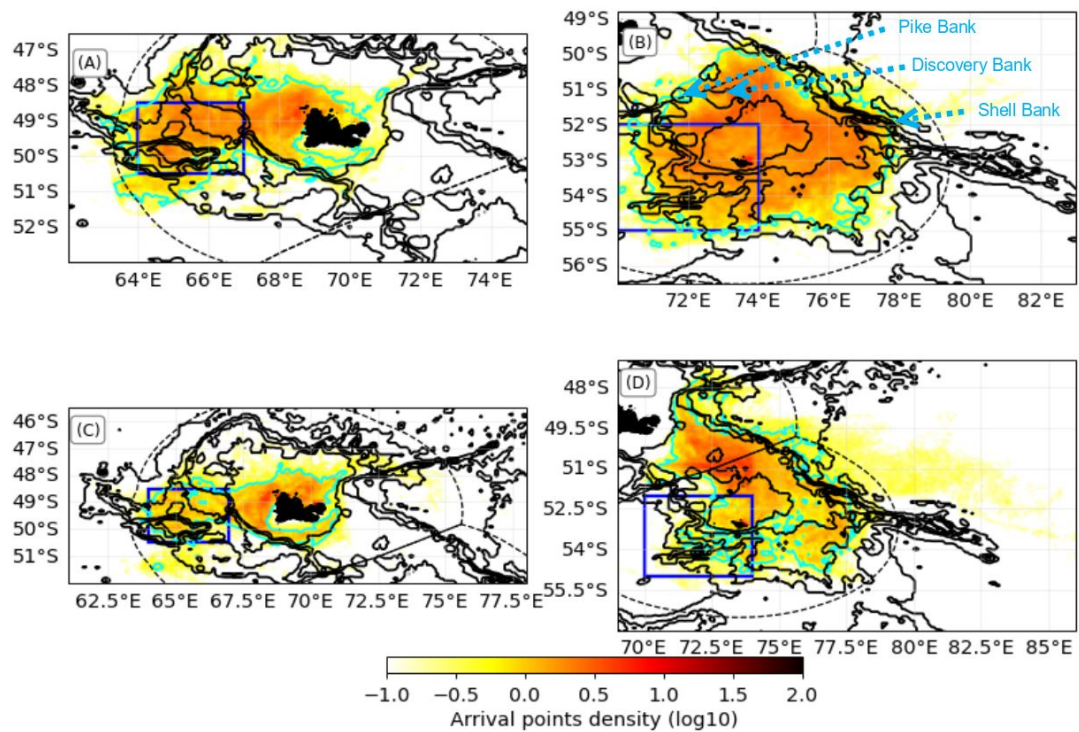 (A)
47°S
48°S
49°S
50°S
51°S
52°S
64°E 66°E 68°E 70°E 72°E 74°E
(B)
Pike Bank
Discovery Bank
Shell Bank
49°S
50°S
51°S
52°S
53°S
54°S
55°S
56°S
72°E 74°E 76°E 78°E 80°E 82°E
(C)
46°S
47°S
48°S
49°S
50°S
51°S
62.5°E 65°E 67.5°E 70°E 72.5°E 75°E 77.5°E
(D)
48°S
49.5°S
51°S
52.5°S
54°S
55.5°S
70°E 72.5°E 75°E 77.5°E 80°E 82.5°E 85°E
−1.0 −0.5 0.0 0.5 1.0 1.5 2.0
Arrival points density (log10)